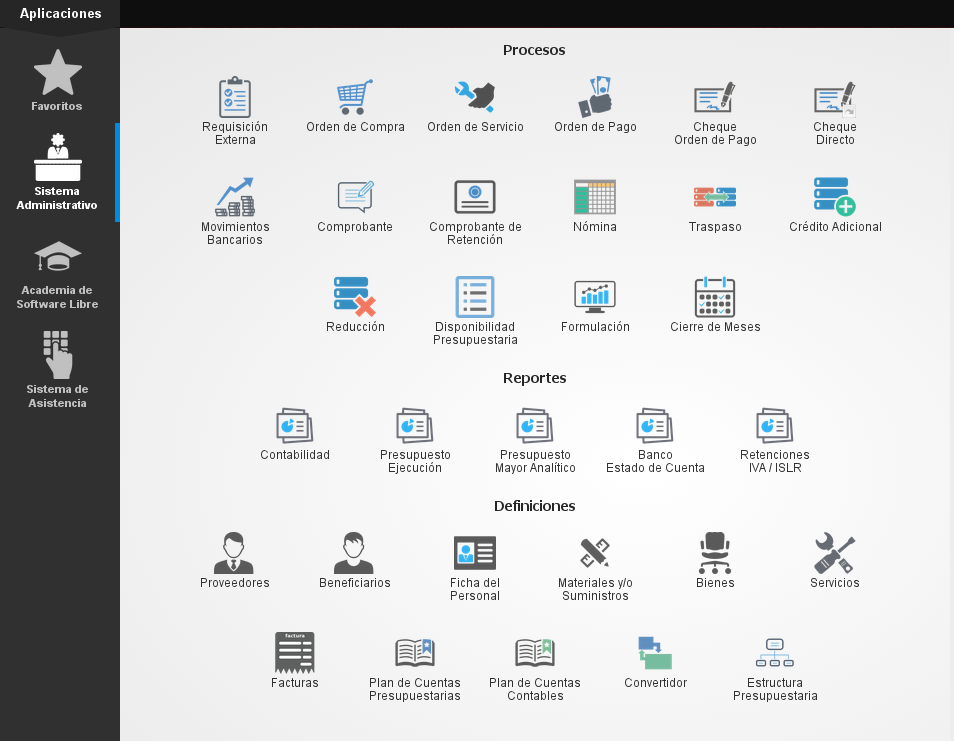 Aplicaciones
Favoritos
Sistema
Administrativo
Academia de
Software Libre
Sistema de
Asistencia
Procesos
Requisición
Externa
Orden de Compra
Orden de Servicio
Orden de Pago
Cheque
Orden de Pago
Cheque
Directo
Movimientos
Bancarios
Comprobante
Comprobante de
Retención
Nómina
Traspaso
Crédito Adicional
Reducción
Disponibilidad
Presupuestaria
Formulación
Cierre de Meses
Reportes
Contabilidad
Presupuesto
Ejecución
Presupuesto
Mayor Analítico
Banco
Estado de Cuenta
Retenciones
IVA / ISLR
Definiciones
Proveedores
Beneficiarios
Ficha del
Personal
Materiales y/o
Suministros
Bienes
Servicios
factura
Facturas
Plan de Cuentas
Presupuestarias
Plan de Cuentas
Contables
Convertidor
Estructura
Presupuestaria